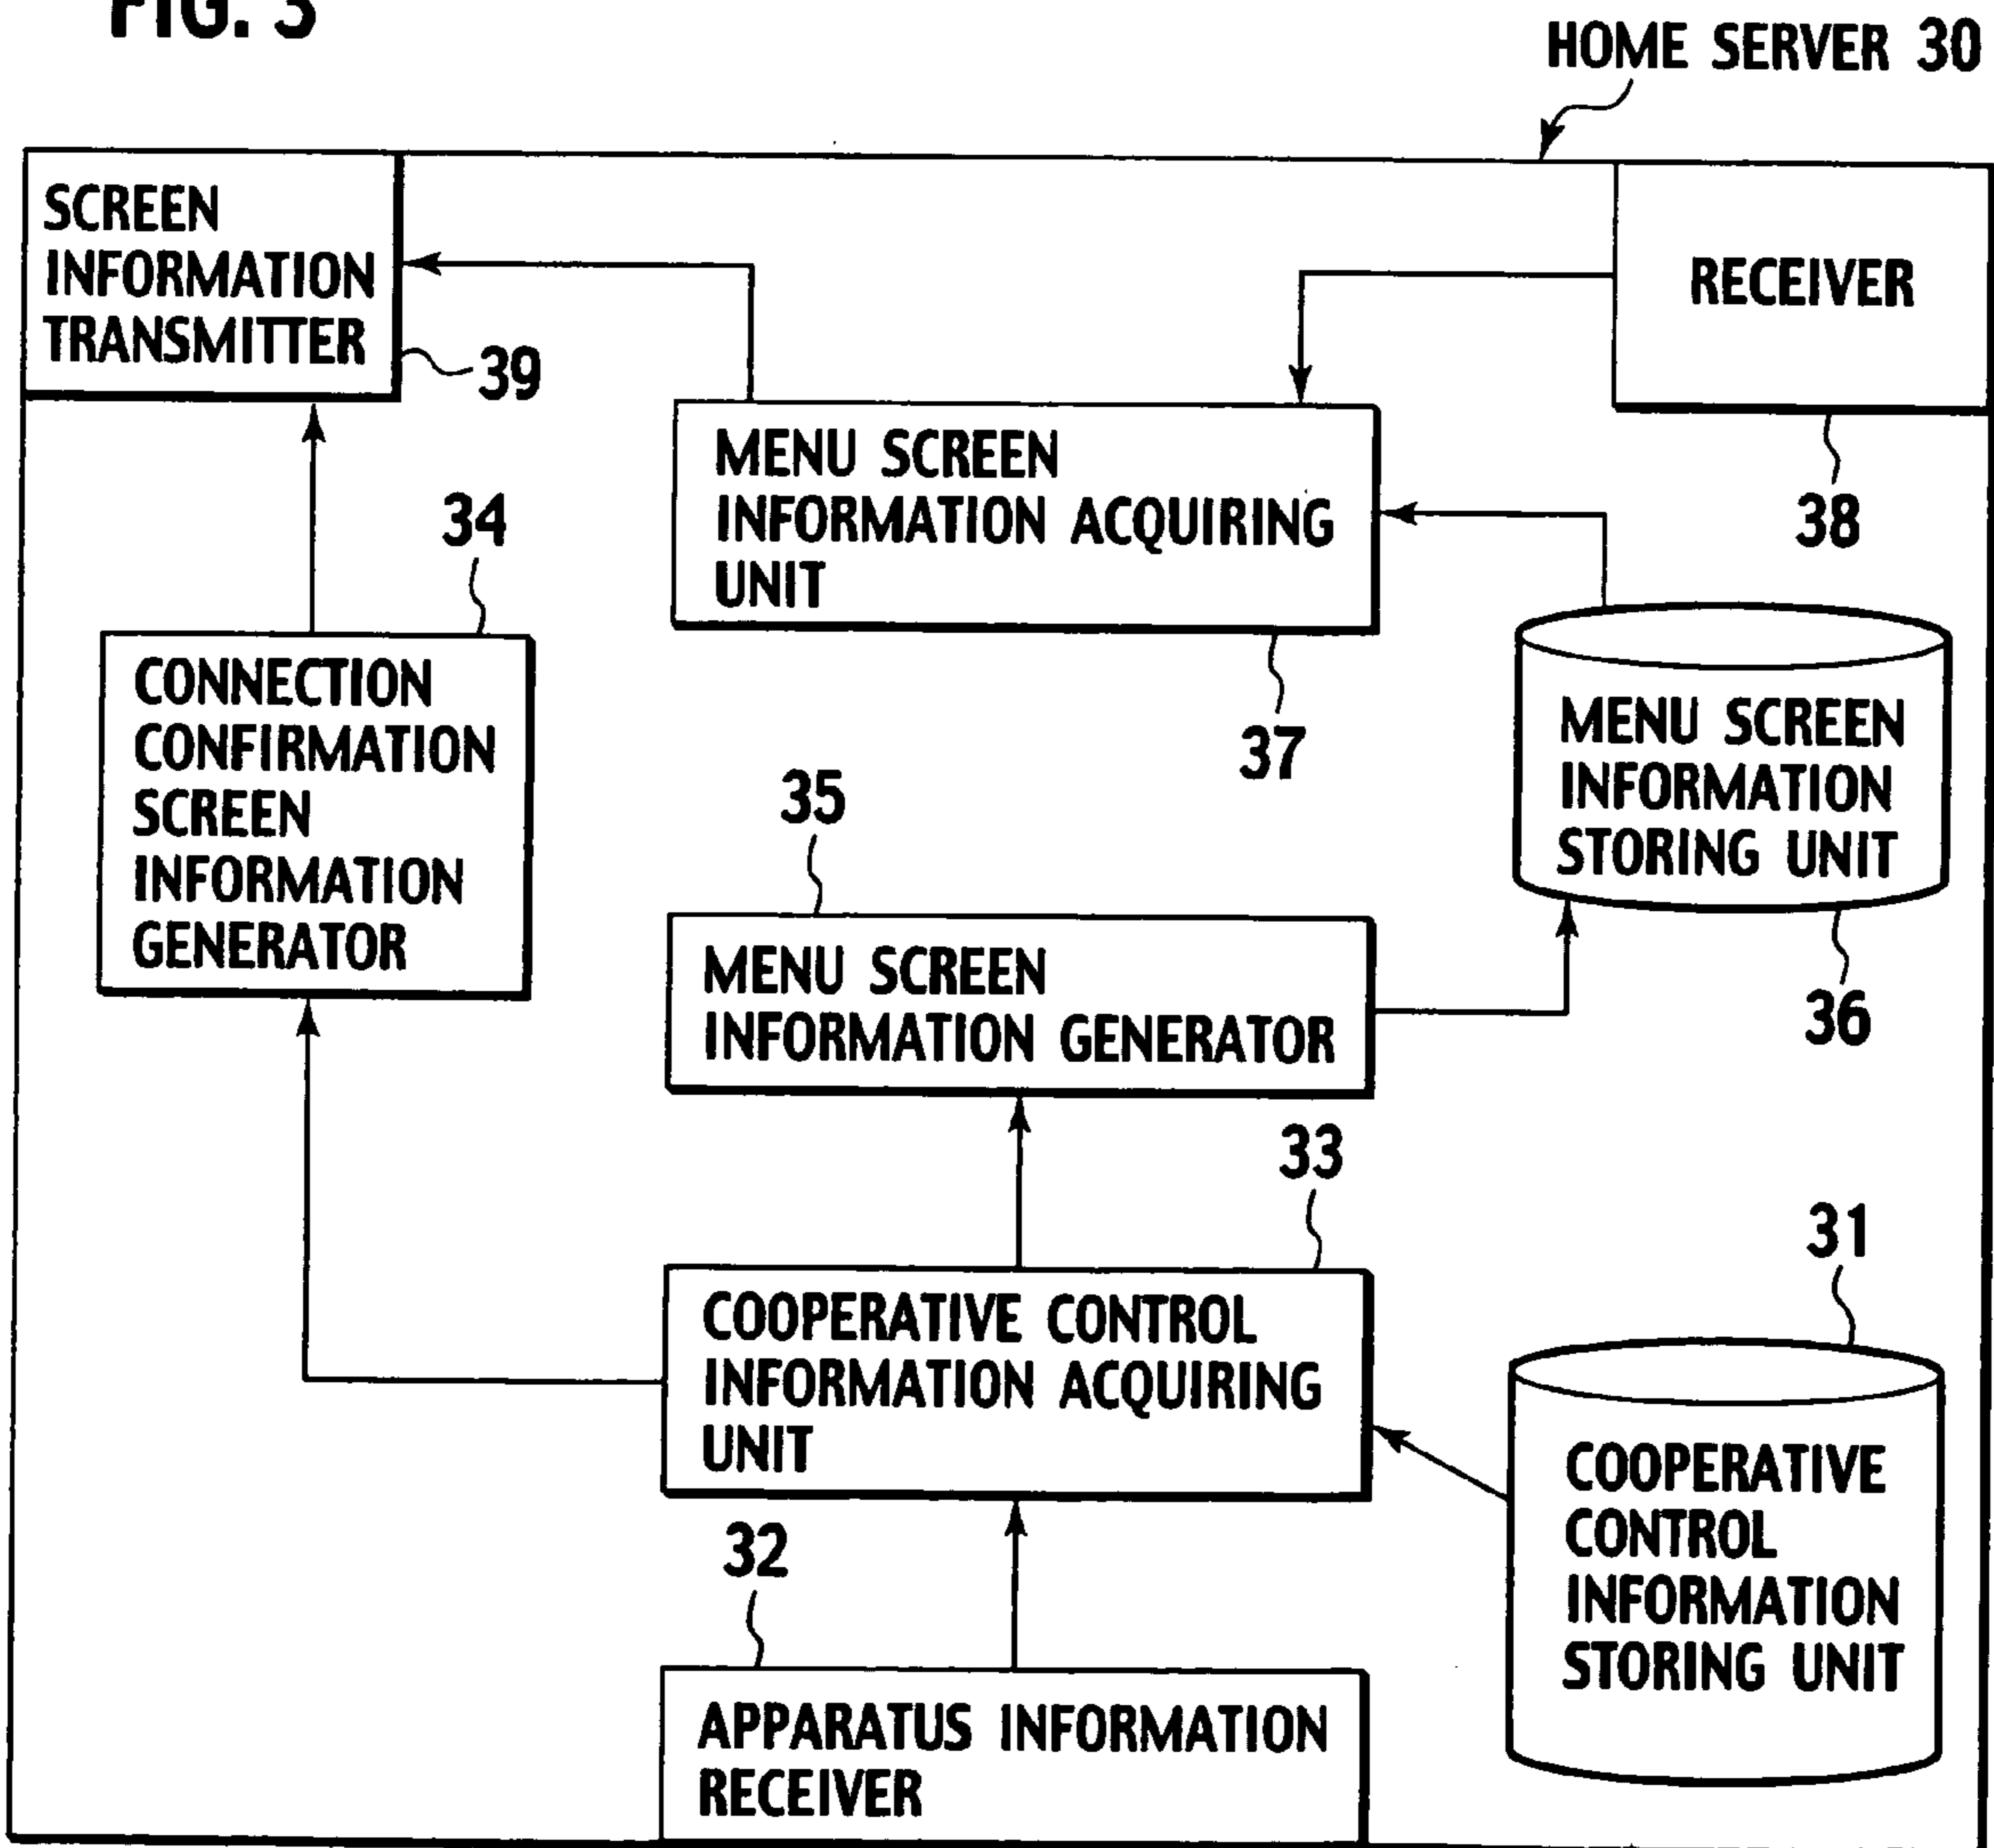 FIG. 3
HOME SERVER 30
SCREEN
INFORMATION
TRANSMITTER
39
RECEIVER
38
MENU SCREEN
INFORMATION ACQUIRING
UNIT
37
34
CONNECTION
CONFIRMATION
SCREEN
INFORMATION
GENERATOR
MENU SCREEN
INFORMATION
STORING UNIT
36
35
MENU SCREEN
INFORMATION GENERATOR
33
COOPERATIVE CONTROL
INFORMATION ACQUIRING
UNIT
31
COOPERATIVE
CONTROL
INFORMATION
STORING UNIT
32
APPARATUS INFORMATION
RECEIVER